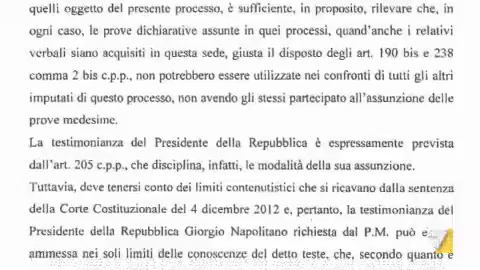 quelli oggetto del presente processo, è sufficiente, in proposito, rilevare che, in
ogni caso, le prove dichiarative assunte in quei processi, quand'anche i relativi
verbali siano acquisiti in questa sede, giusta il disposto degli art. 190 bis e 238
comma 2 bis c.p.p., non potrebbero essere utilizzate nei confronti di tutti gli altri
imputati di questo processo, non avendo gli stessi partecipato all'assunzione delle
prove medesime.
La testimonianza del Presidente della Repubblica è espressamente prevista
dall'art. 205 c.p.p., che disciplina, infatti, le modalità della sua assunzione.
Tuttavia, deve tenersi conto dei limiti contenutistici che si ricavano dalla sentenza
della Corte Costituzionale del 4 dicembre 2012 e, pertanto, la testimonianza del
Presidente della Repubblica Giorgio Napolitano richiesta dal P.M. può e
ammessa nei soli limiti delle conoscenze del detto teste, che, secondo quanto è